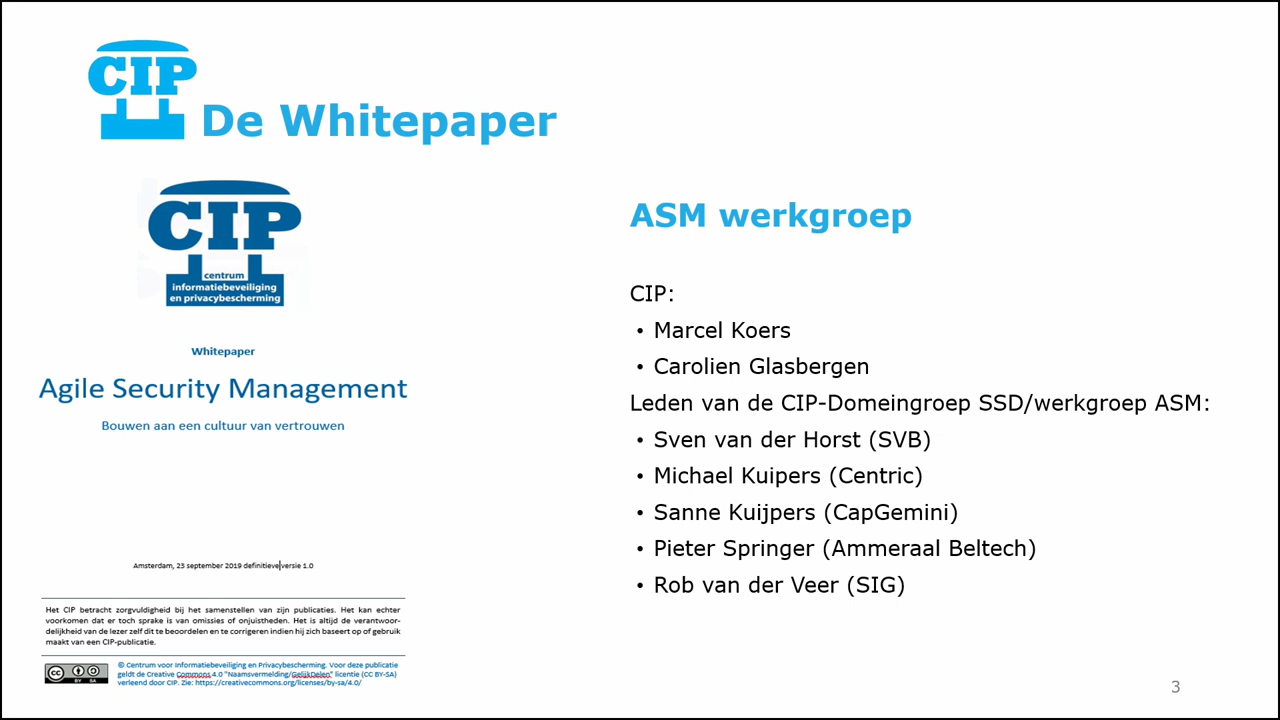 CIP
De Whitepaper
CIP
centrum
informatiebeveiliging
en privacybescherming
Whitepaper
Agile Security Management
Bouwen aan een cultuur van vertrouwen
Amsterdam, 23 september 2019 definitieve versie 1.0
Het CIP betracht zorgvuldigheid bij het samenstellen van zijn publicaties. Het kan echter
voorkomen dat er toch sprake is van omissies of onjuistheden. Het is altijd de verantwoor-
delijkheid van de lezer zelf dit te beoordelen en te corrigeren indien hij zich baseert op of gebruik
maakt van een CIP-publicatie.
cc BY SA
© Centrum voor Informatiebeveiliging en Privacybescherming. Voor deze publicatie
geldt de Creative Commons 4.0 "Naamsvermelding/GelijkDelen" licentie (CC BY-SA)
verleend door CIP. Zie: https://creativecommons.org/licenses/by-sa/4.0/
ASM werkgroep
CIP:
• Marcel Koers
• Carolien Glasbergen
Leden van de CIP-Domeingroep SSD/werkgroep ASM:
• Sven van der Horst (SVB)
• Michael Kuipers (Centric)
• Sanne Kuijpers (CapGemini)
• Pieter Springer (Ammeraal Beltech)
• Rob van der Veer (SIG)
3